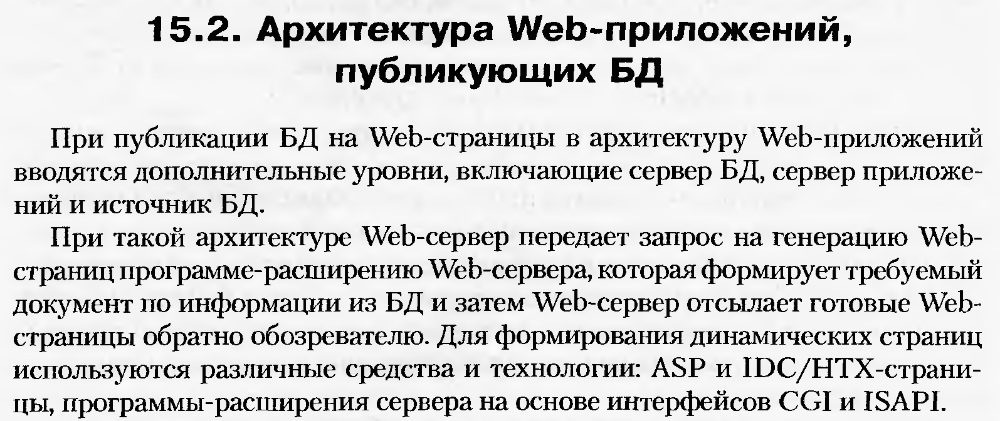 15.2. Архитектура Web-приложений,
публикующих БД
При публикации БД на Web-страницы в архитектуру Web-приложений
вводятся дополнительные уровни, включающие сервер БД, сервер приложе-
ний и источник БД.
При такой архитектуре Web-сервер передает запрос на генерацию Web-
страниц программе-расширению Web-сервера, которая формирует требуемый
документ по информации из БД и затем Web-сервер отсылает готовые Web-
страницы обратно обозревателю. Для формирования динамических страниц
используются различные средства и технологии: ASP и IDC/HTX-страни-
цы, программы-расширения сервера на основе интерфейсов CGI и ISAPI.